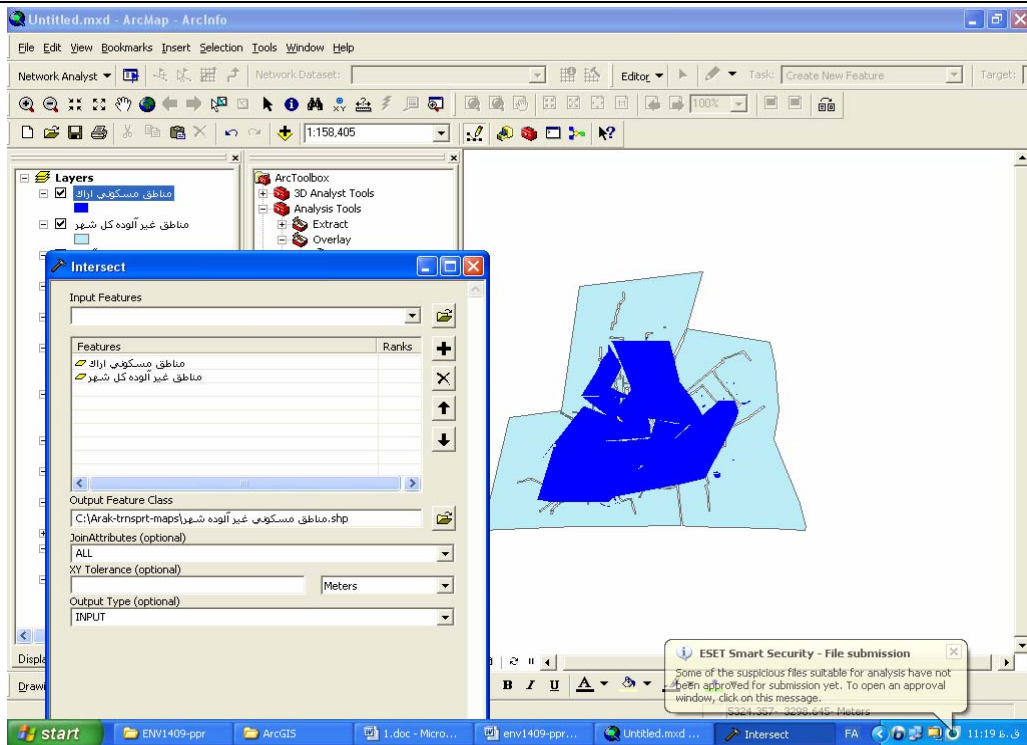 Untitled.mxd - ArcMap - ArcInfo
File Edit View Bookmarks Insert Selection Tools Window Help
Network Analyst Network Dataset: Editor Task: Create New Feature Target:
100%
1:158,405
Layers
مناطق مسکونی اراک
مناطق غیر آلوده کل شهر
ArcToolbox
3D Analyst Tools
Analysis Tools
Extract
Overlay
Intersect
Input Features
Features Ranks
مناطق مسکونی اراک
مناطق غیر آلوده کل شهر
Output Feature Class
C:\Arak-trnsprt-maps\مناطق مسکونی غیر آلوده شهر.shp
JoinAttributes (optional)
ALL
XY Tolerance (optional)
Meters
Output Type (optional)
INPUT
Displa
Drawi
B I U A
ESET Smart Security - File submission
Some of the suspicious files suitable for analysis have not
been approved for submission yet. To open an approval
window, click on this message.
5324.357 -3298.645 Meters
start ENV1409-ppr ArcGIS 1.doc - Micro... env1409-ppr... Untitled.mxd ... Intersect FA 11:19 ق.ظ